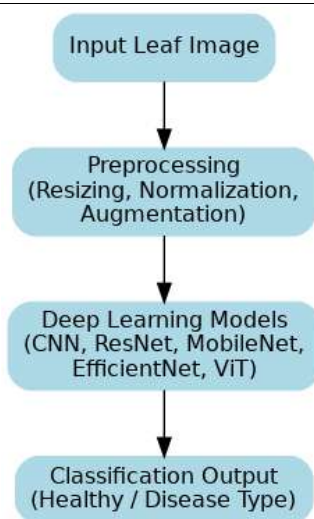 Input Leaf Image
Preprocessing
(Resizing, Normalization,
Augmentation)
Deep Learning Models
(CNN, ResNet, MobileNet,
EfficientNet, ViT)
Classification Output
(Healthy / Disease Type)